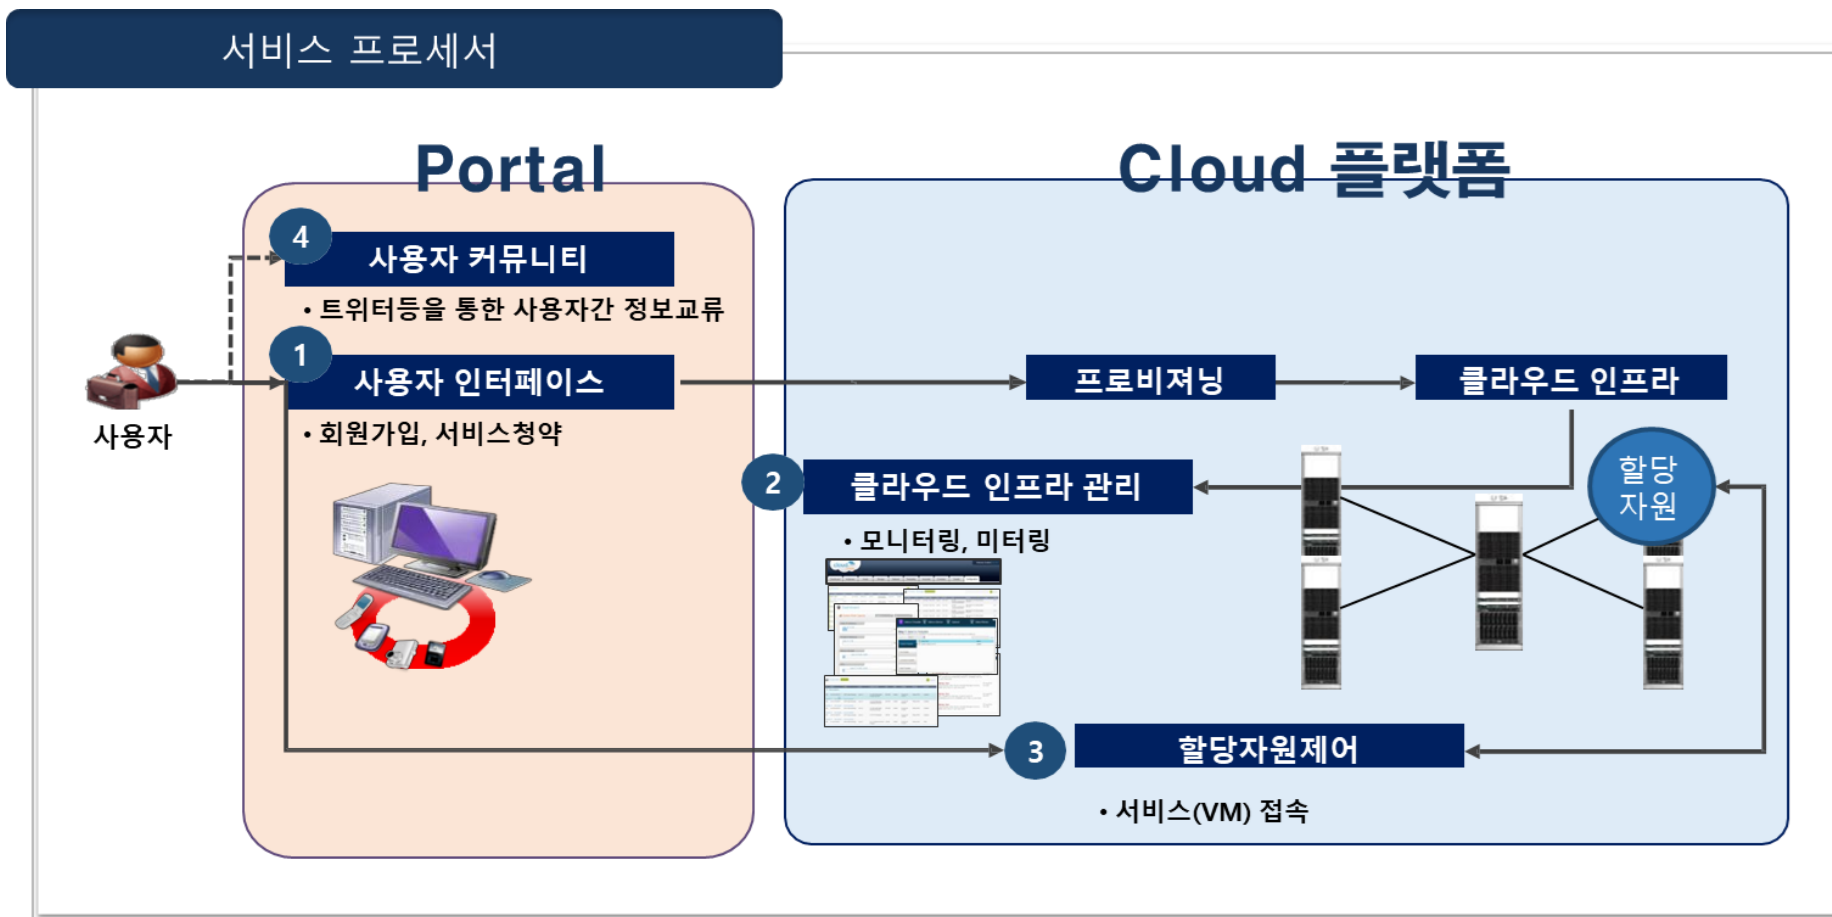 서비스 프로세서
Portal
Cloud 플랫폼
4
사용자 커뮤니티
• 트위터등을 통한 사용자간 정보교류
1
사용자 인터페이스
• 회원가입, 서비스청약
사용자
프로비져닝
클라우드 인프라
2
클라우드 인프라 관리
• 모니터링, 미터링
할당
자원
3
할당자원제어
• 서비스(VM) 접속